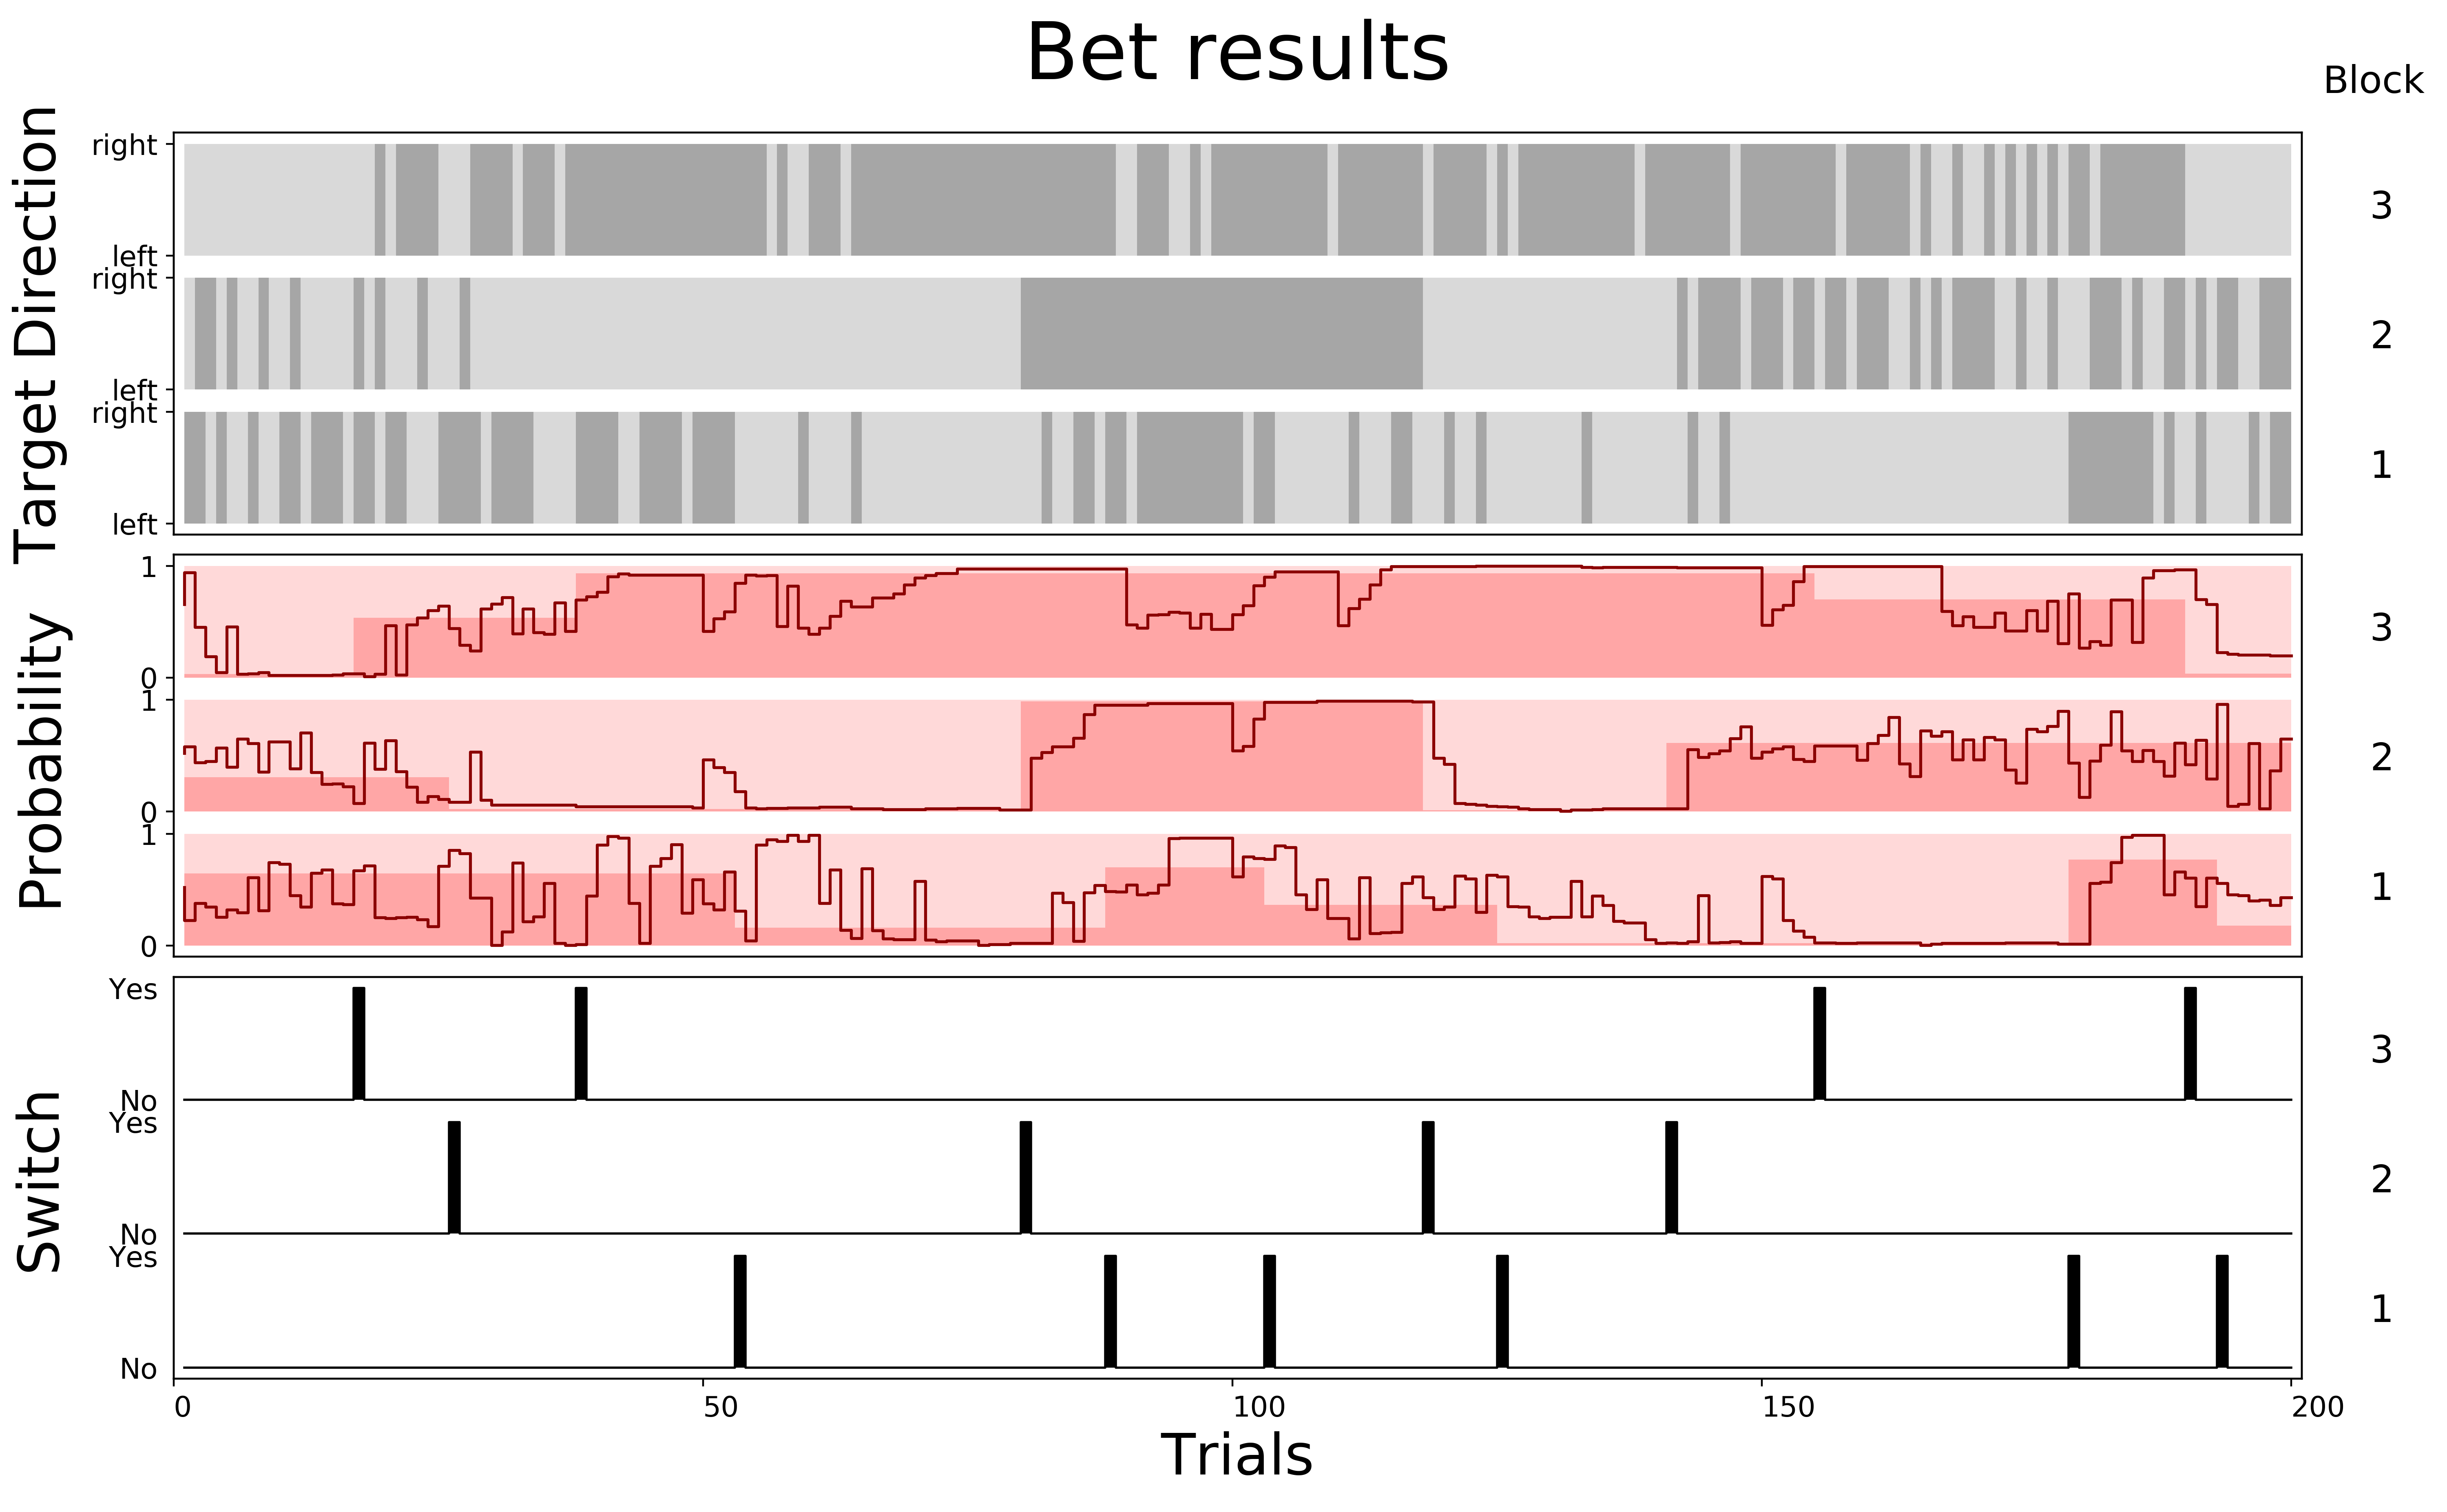 Bet results
Block
Target Direction
right
left
right
left
right
left
3
2
1
Probability
1
0
1
0
1
0
3
2
1
Switch
Yes
No
Yes
No
Yes
No
3
2
1
0 50 100 150 200
Trials